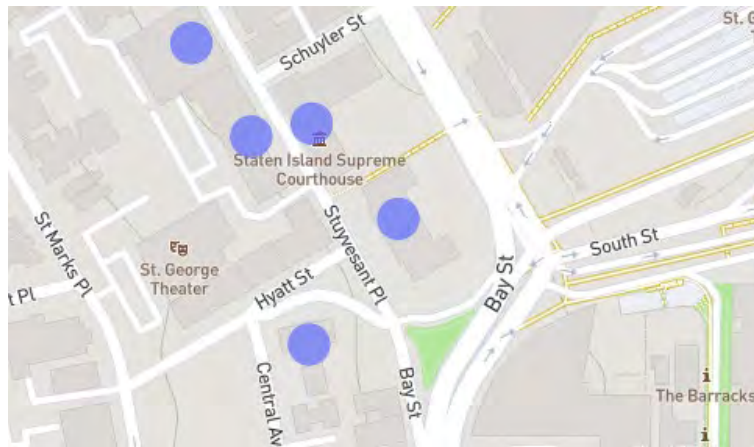 St. G
Schuyler St
Staten Island Supreme
Courthouse
St Marks Pl
Stuyvesant Pl
South St
St. George
Theater
Hyatt St
Bay St
t Pl
Central Av
Bay St
The Barracks